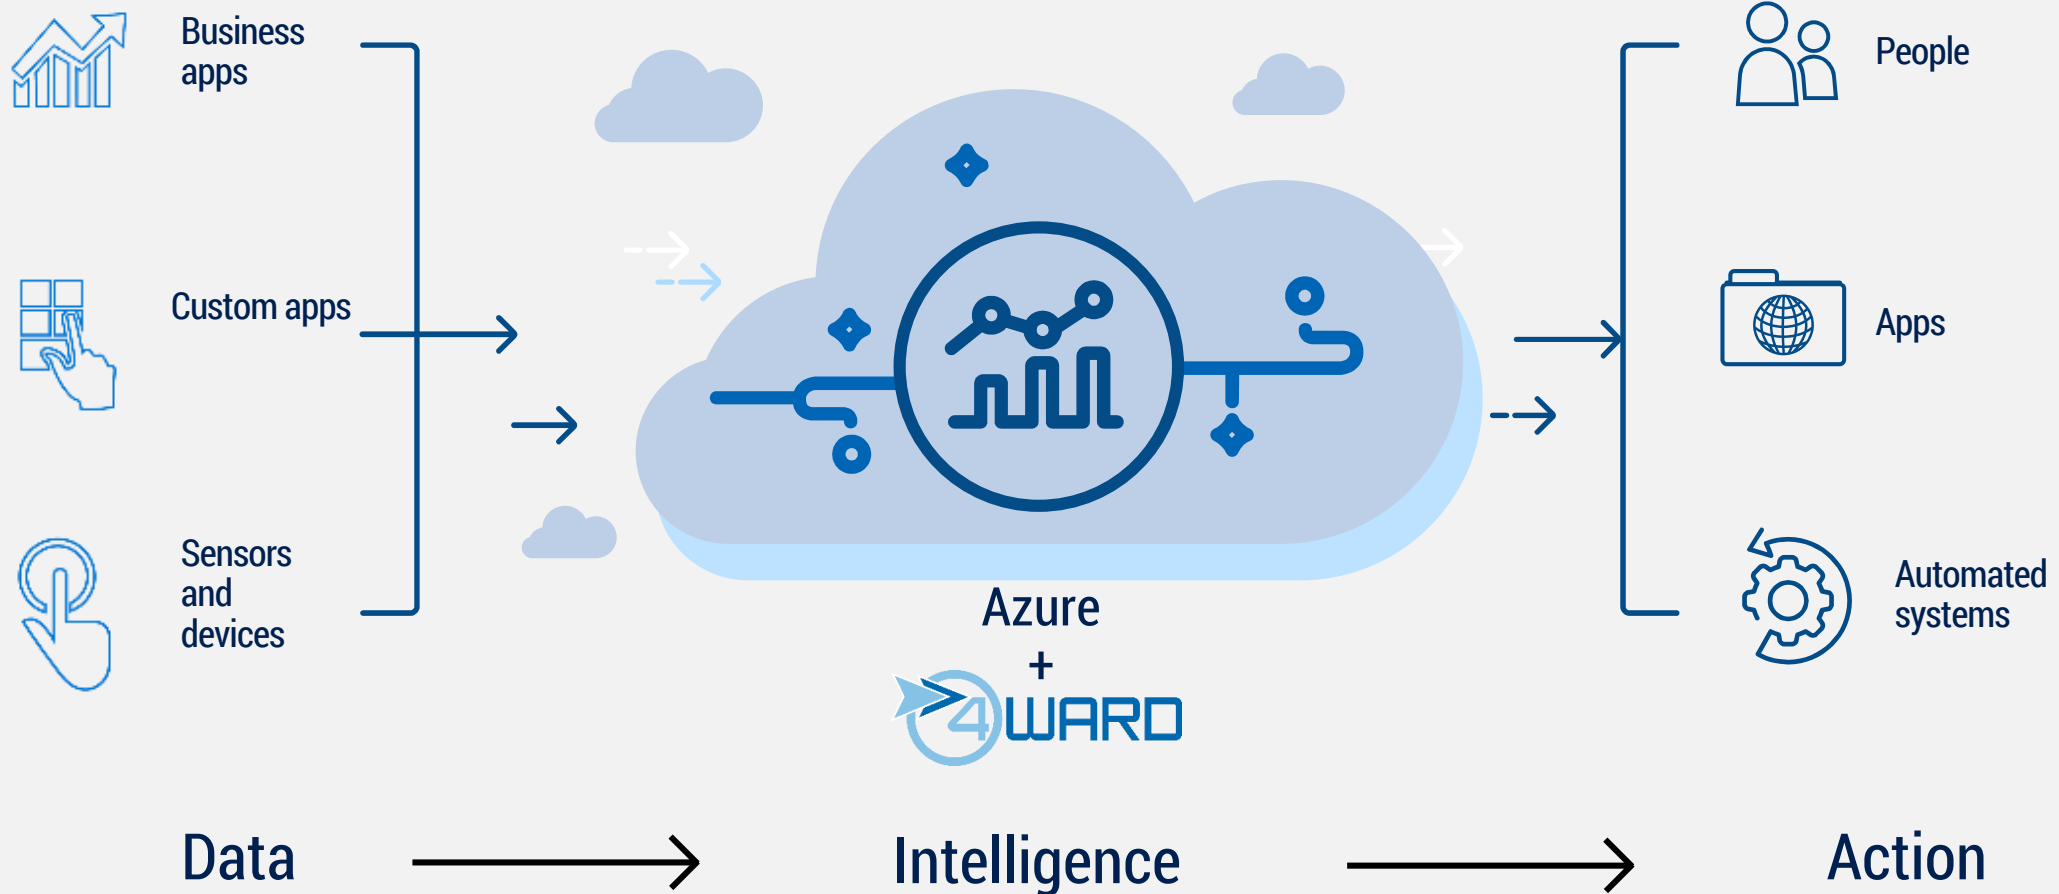 Business
apps
Custom apps
Sensors
and
devices
People
Apps
Automated
systems
Azure
+
4WARD
Data
Intelligence
Action